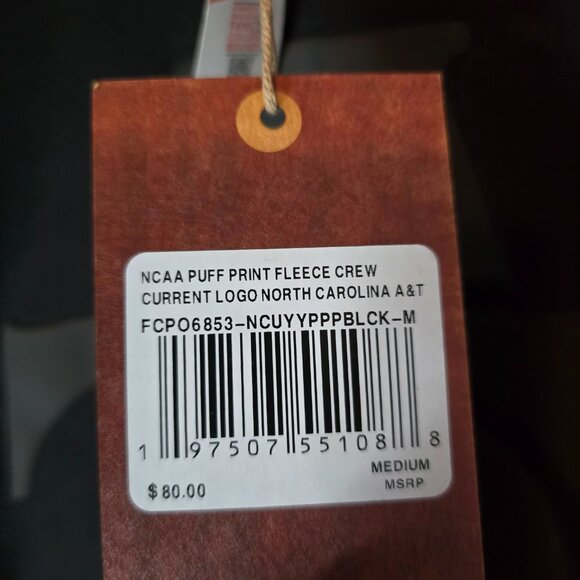 NCAA PUFF PRINT FLEECE CREW
CURRENT LOGO NORTH CAROLINA A&T
FCPO6853-NCUYYPPPBLCK-M
1 97507 55108 8
MEDIUM
$80.00 MSRP